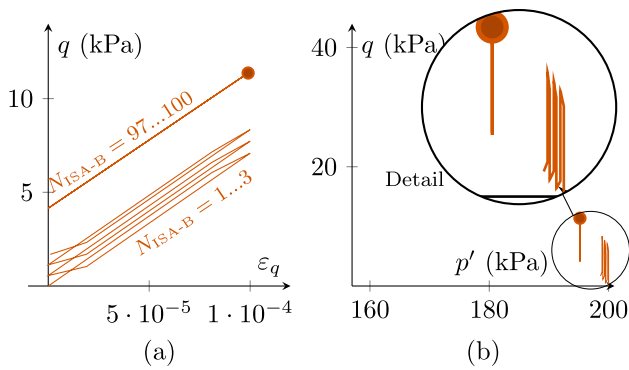 q (kPa)
10
5
N_ISA-B = 97...100
N_ISA-B = 1...3
ε_q
5·10⁻⁵
1·10⁻⁴
(a)
q (kPa)
40
20
Detail
p′ (kPa)
160
180
200
(b)